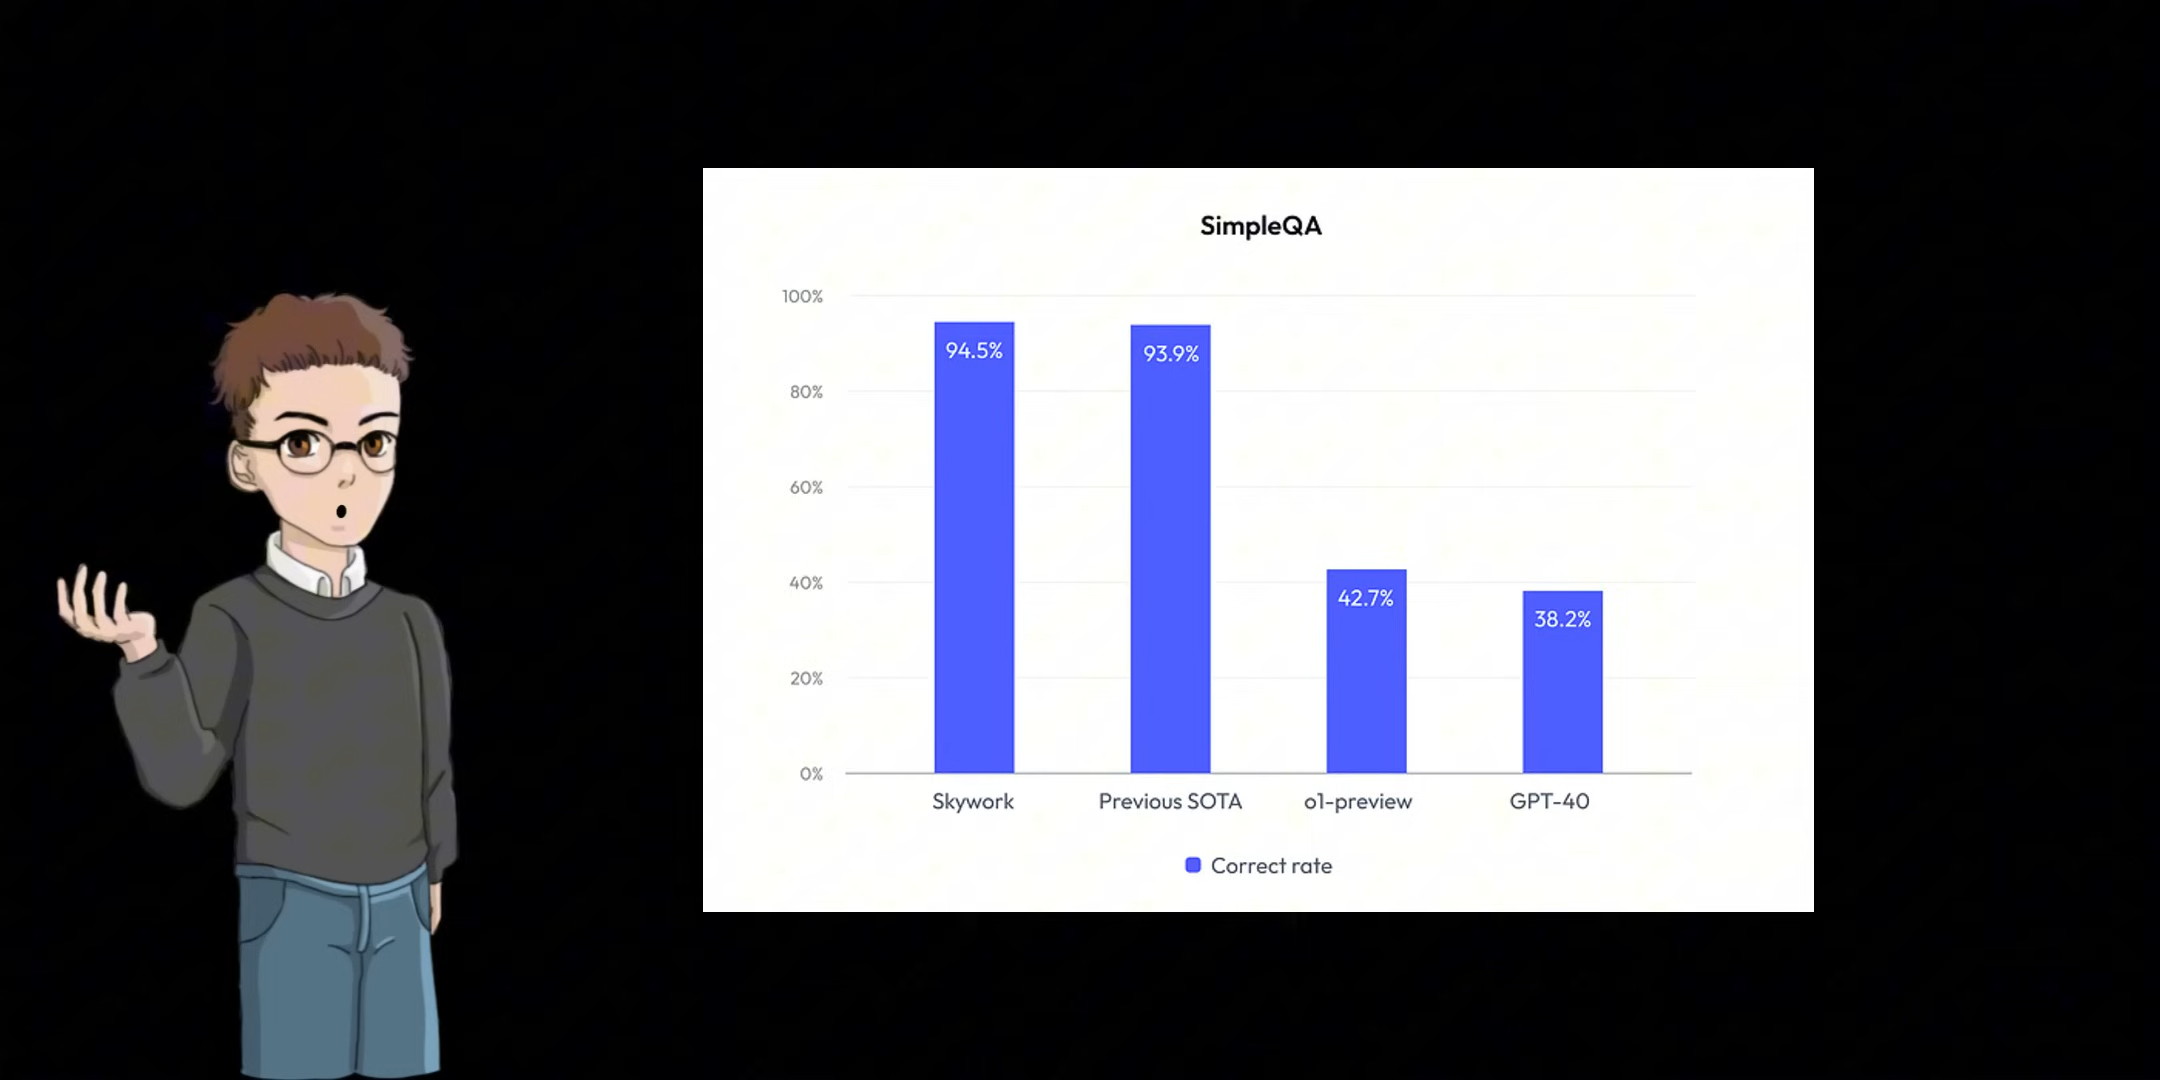 SimpleQA
100%
80%
60%
40%
20%
0%
94.5%
93.9%
42.7%
38.2%
Skywork
Previous SOTA
o1-preview
GPT-4O
Correct rate